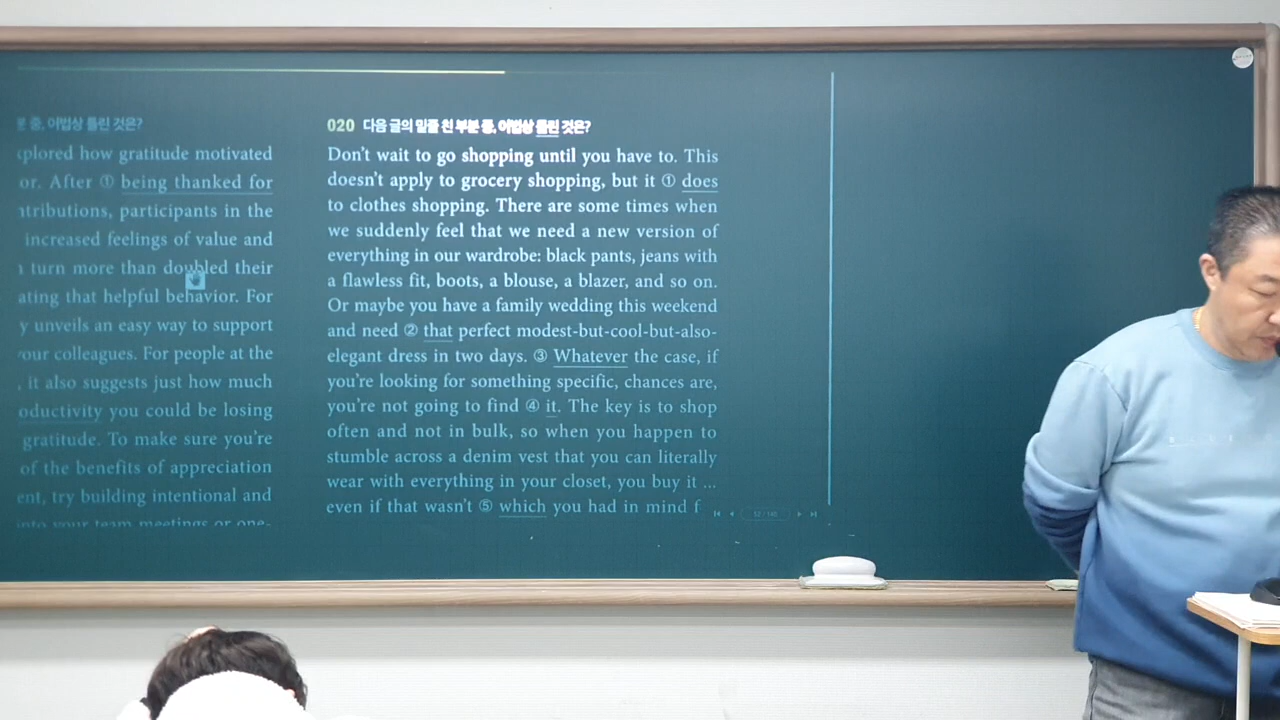 중, 어법상 틀린 것은?
explored how gratitude motivated
or. After ① being thanked for
contributions, participants in the
increased feelings of value and
turn more than doubled their
ating that helpful behavior. For
y unveils an easy way to support
your colleagues. For people at the
, it also suggests just how much
productivity you could be losing
gratitude. To make sure you're
of the benefits of appreciation
ent, try building intentional and
into your team meetings or one-
020 다음 글의 밑줄 친 부분 중, 어법상 틀린 것은?
Don't wait to go shopping until you have to. This
doesn't apply to grocery shopping, but it ① does
to clothes shopping. There are some times when
we suddenly feel that we need a new version of
everything in our wardrobe: black pants, jeans with
a flawless fit, boots, a blouse, a blazer, and so on.
Or maybe you have a family wedding this weekend
and need ② that perfect modest-but-cool-but-also-
elegant dress in two days. ③ Whatever the case, if
you're looking for something specific, chances are,
you're not going to find ④ it. The key is to shop
often and not in bulk, so when you happen to
stumble across a denim vest that you can literally
wear with everything in your closet, you buy it ...
even if that wasn't ⑤ which you had in mind f